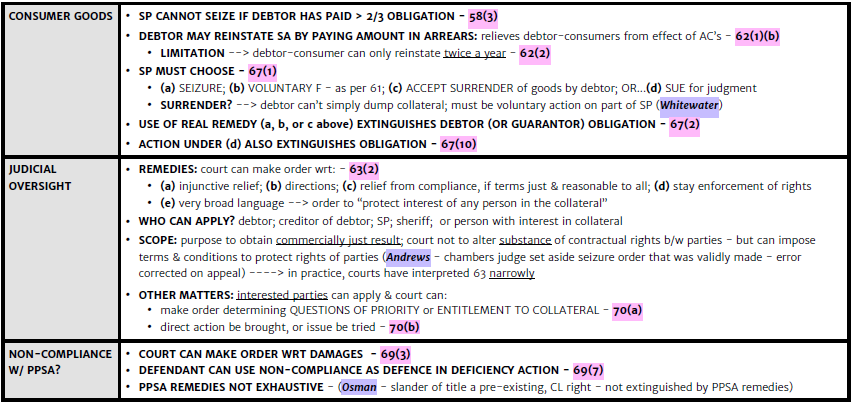 CONSUMER GOODS
• SP CANNOT SEIZE IF DEBTOR HAS PAID > 2/3 OBLIGATION – 58(3)
• DEBTOR MAY REINSTATE SA BY PAYING AMOUNT IN ARREARS: relieves debtor-consumers from effect of AC's – 62(1)(b)
• LIMITATION --> debtor-consumer can only reinstate twice a year – 62(2)
• SP MUST CHOOSE – 67(1)
• (a) SEIZURE; (b) VOLUNTARY F – as per 61; (c) ACCEPT SURRENDER of goods by debtor; OR...(d) SUE for judgment
• SURRENDER? --> debtor can't simply dump collateral; must be voluntary action on part of SP (Whitewater)
• USE OF REAL REMEDY (a, b, or c above) EXTINGUISHES DEBTOR (OR GUARANTOR) OBLIGATION – 67(2)
• ACTION UNDER (d) ALSO EXTINGUISHES OBLIGATION – 67(10)
JUDICIAL
OVERSIGHT
• REMEDIES: court can make order wrt: – 63(2)
• (a) injunctive relief; (b) directions; (c) relief from compliance, if terms just & reasonable to all; (d) stay enforcement of rights
• (e) very broad language --> order to "protect interest of any person in the collateral"
• WHO CAN APPLY? debtor; creditor of debtor; SP; sheriff; or person with interest in collateral
• SCOPE: purpose to obtain commercially just result; court not to alter substance of contractual rights b/w parties – but can impose
terms & conditions to protect rights of parties (Andrews – chambers judge set aside seizure order that was validly made – error
corrected on appeal) ----> in practice, courts have interpreted 63 narrowly
• OTHER MATTERS: interested parties can apply & court can:
• make order determining QUESTIONS OF PRIORITY or ENTITLEMENT TO COLLATERAL – 70(a)
• direct action be brought, or issue be tried – 70(b)
NON-COMPLIANCE
W/ PPSA?
• COURT CAN MAKE ORDER WRT DAMAGES – 69(3)
• DEFENDANT CAN USE NON-COMPLIANCE AS DEFENCE IN DEFICIENCY ACTION – 69(7)
• PPSA REMEDIES NOT EXHAUSTIVE – (Osman – slander of title a pre-existing, CL right – not extinguished by PPSA remedies)